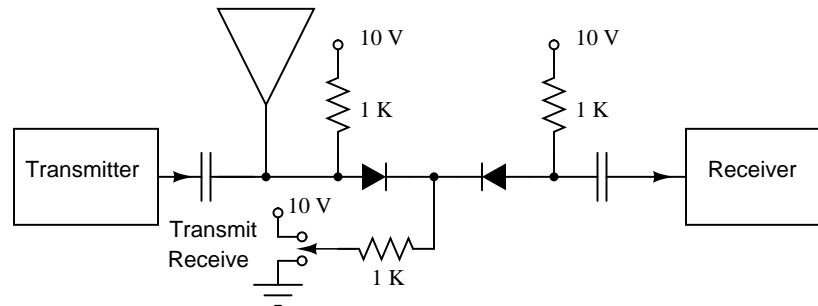 10 V
10 V
1 K
1 K
Transmitter
Receiver
10 V
Transmit
Receive
1 K